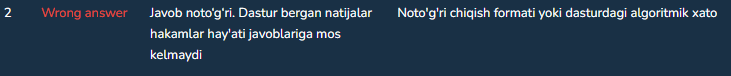 2 Wrong answer Javob noto'g'ri. Dastur bergan natijalar Noto'g'ri chiqish formati yoki dasturdagi algoritmik xato
hakamlar hay'ati javoblariga mos
kelmaydi